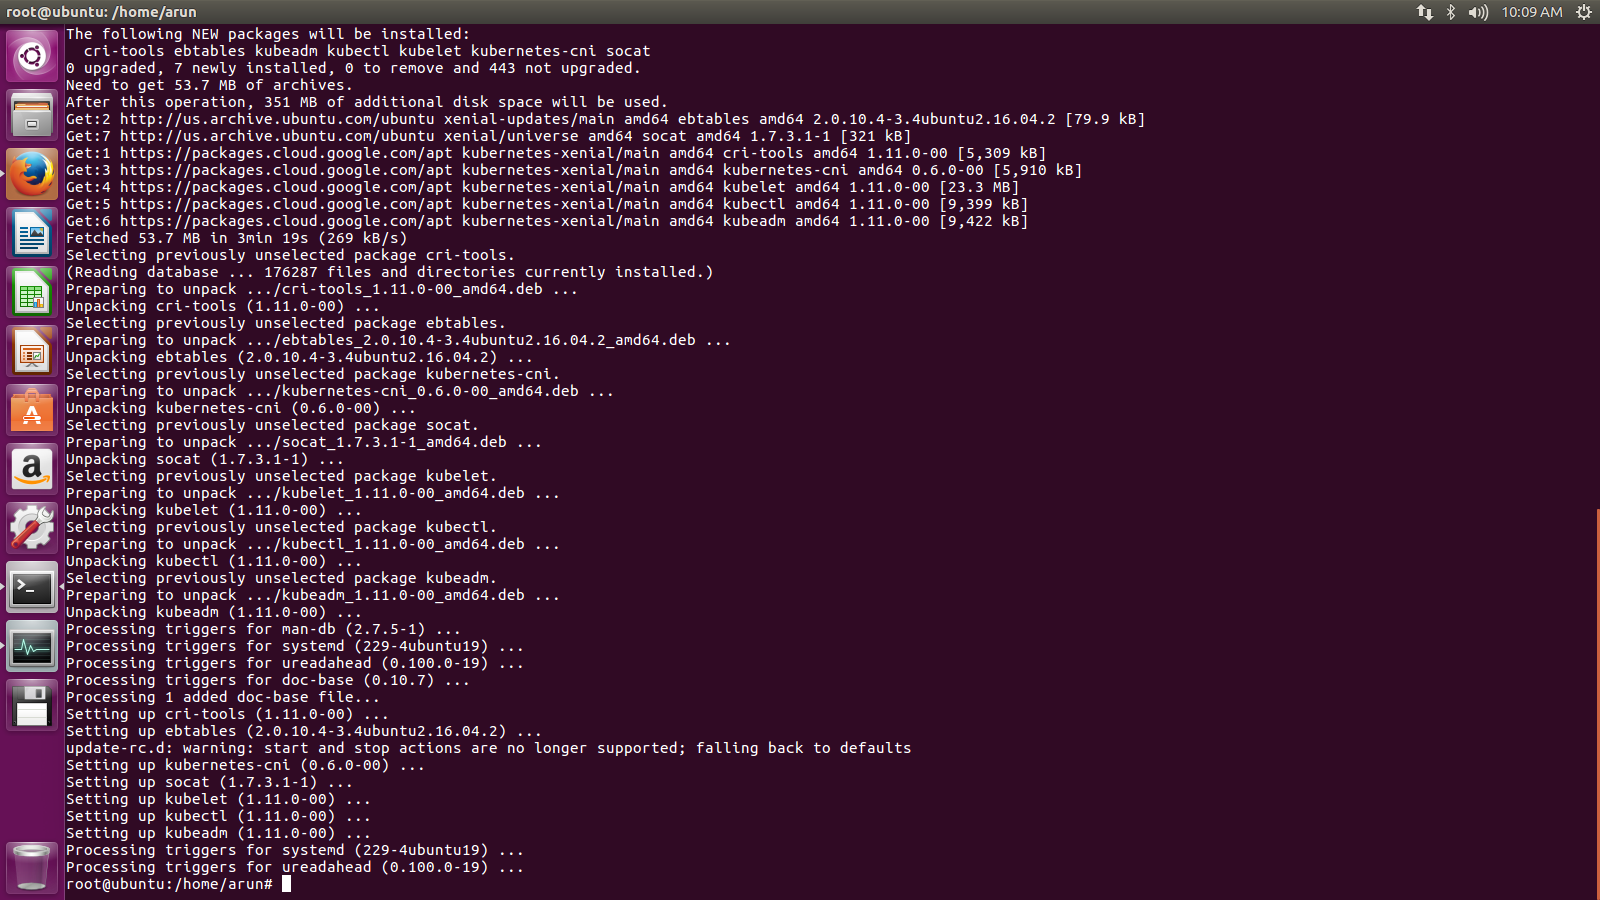 root@ubuntu: /home/arun
10:09 AM
The following NEW packages will be installed:
  cri-tools ebtables kubeadm kubectl kubelet kubernetes-cni socat
0 upgraded, 7 newly installed, 0 to remove and 443 not upgraded.
Need to get 53.7 MB of archives.
After this operation, 351 MB of additional disk space will be used.
Get:2 http://us.archive.ubuntu.com/ubuntu xenial-updates/main amd64 ebtables amd64 2.0.10.4-3.4ubuntu2.16.04.2 [79.9 kB]
Get:7 http://us.archive.ubuntu.com/ubuntu xenial/universe amd64 socat amd64 1.7.3.1-1 [321 kB]
Get:1 https://packages.cloud.google.com/apt kubernetes-xenial/main amd64 cri-tools amd64 1.11.0-00 [5,309 kB]
Get:3 https://packages.cloud.google.com/apt kubernetes-xenial/main amd64 kubernetes-cni amd64 0.6.0-00 [5,910 kB]
Get:4 https://packages.cloud.google.com/apt kubernetes-xenial/main amd64 kubelet amd64 1.11.0-00 [23.3 MB]
Get:5 https://packages.cloud.google.com/apt kubernetes-xenial/main amd64 kubectl amd64 1.11.0-00 [9,399 kB]
Get:6 https://packages.cloud.google.com/apt kubernetes-xenial/main amd64 kubeadm amd64 1.11.0-00 [9,422 kB]
Fetched 53.7 MB in 3min 19s (269 kB/s)
Selecting previously unselected package cri-tools.
(Reading database ... 176287 files and directories currently installed.)
Preparing to unpack .../cri-tools_1.11.0-00_amd64.deb ...
Unpacking cri-tools (1.11.0-00) ...
Selecting previously unselected package ebtables.
Preparing to unpack .../ebtables_2.0.10.4-3.4ubuntu2.16.04.2_amd64.deb ...
Unpacking ebtables (2.0.10.4-3.4ubuntu2.16.04.2) ...
Selecting previously unselected package kubernetes-cni.
Preparing to unpack .../kubernetes-cni_0.6.0-00_amd64.deb ...
Unpacking kubernetes-cni (0.6.0-00) ...
Selecting previously unselected package socat.
Preparing to unpack .../socat_1.7.3.1-1_amd64.deb ...
Unpacking socat (1.7.3.1-1) ...
Selecting previously unselected package kubelet.
Preparing to unpack .../kubelet_1.11.0-00_amd64.deb ...
Unpacking kubelet (1.11.0-00) ...
Selecting previously unselected package kubectl.
Preparing to unpack .../kubectl_1.11.0-00_amd64.deb ...
Unpacking kubectl (1.11.0-00) ...
Selecting previously unselected package kubeadm.
Preparing to unpack .../kubeadm_1.11.0-00_amd64.deb ...
Unpacking kubeadm (1.11.0-00) ...
Processing triggers for man-db (2.7.5-1) ...
Processing triggers for systemd (229-4ubuntu19) ...
Processing triggers for ureadahead (0.100.0-19) ...
Processing triggers for doc-base (0.10.7) ...
Processing 1 added doc-base file...
Setting up cri-tools (1.11.0-00) ...
Setting up ebtables (2.0.10.4-3.4ubuntu2.16.04.2) ...
update-rc.d: warning: start and stop actions are no longer supported; falling back to defaults
Setting up kubernetes-cni (0.6.0-00) ...
Setting up socat (1.7.3.1-1) ...
Setting up kubelet (1.11.0-00) ...
Setting up kubectl (1.11.0-00) ...
Setting up kubeadm (1.11.0-00) ...
Processing triggers for systemd (229-4ubuntu19) ...
Processing triggers for ureadahead (0.100.0-19) ...
root@ubuntu:/home/arun#